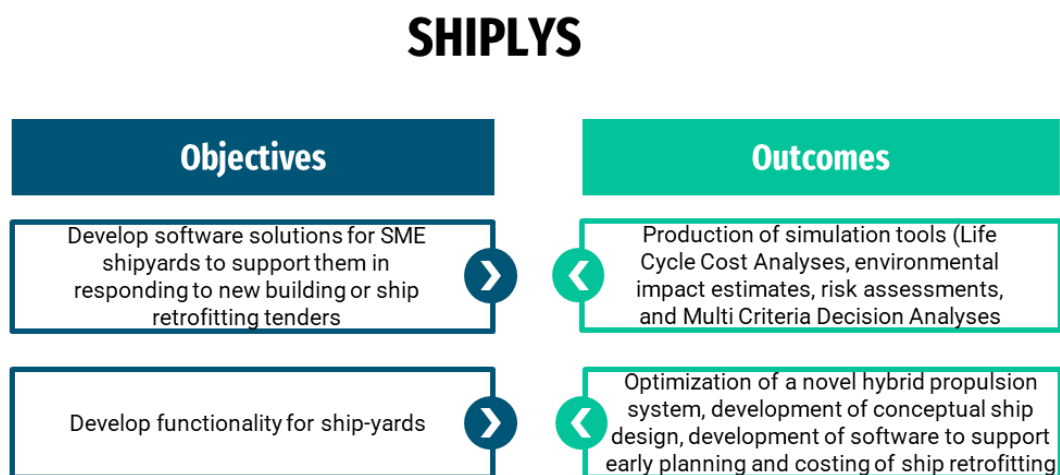 SHIPLYS
Objectives
Outcomes
Develop software solutions for SME
shipyards to support them in
responding to new building or ship
retrofitting tenders
Production of simulation tools (Life
Cycle Cost Analyses, environmental
impact estimates, risk assessments,
and Multi Criteria Decision Analyses
Develop functionality for ship-yards
Optimization of a novel hybrid propulsion
system, development of conceptual ship
design, development of software to support
early planning and costing of ship retrofitting